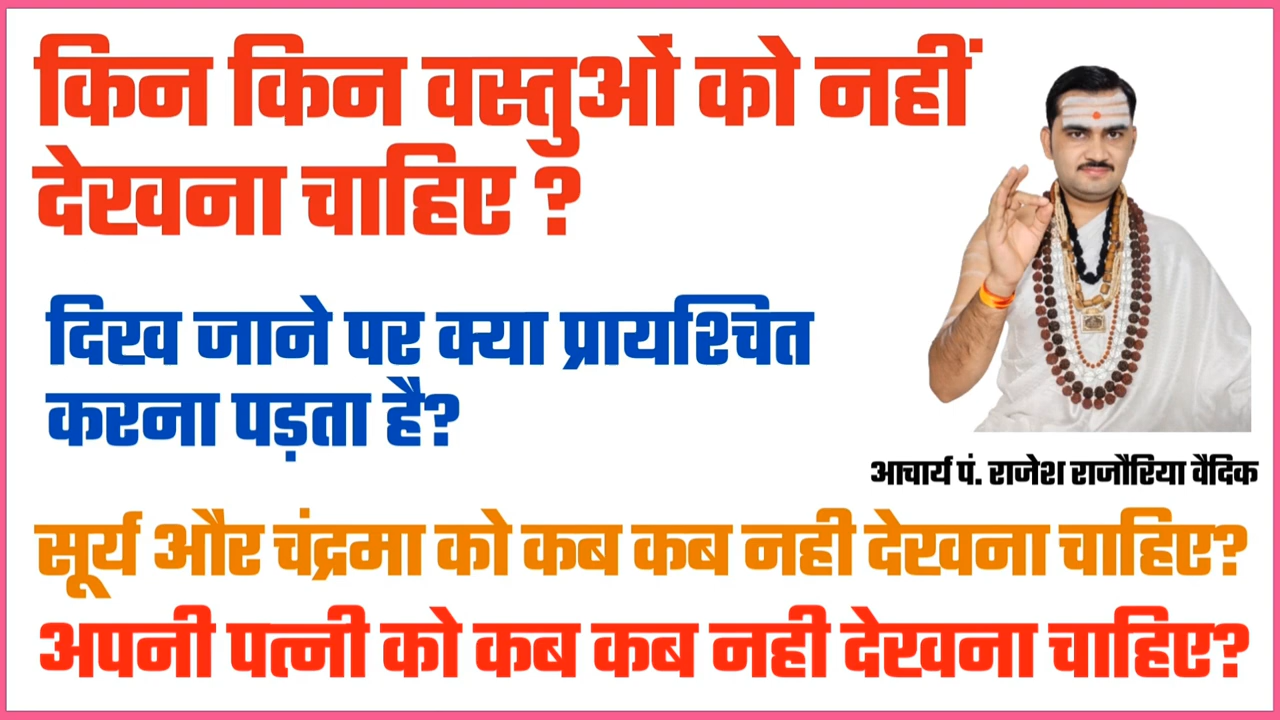 किन किन वस्तुओं को नहीं
देखना चाहिए ?
दिख जाने पर क्या प्रायश्चित
करना पड़ता है?
आचार्य पं. राजेश राजौरिया वैदिक
सूर्य और चंद्रमा को कब कब नही देखना चाहिए?
अपनी पत्नी को कब कब नही देखना चाहिए?